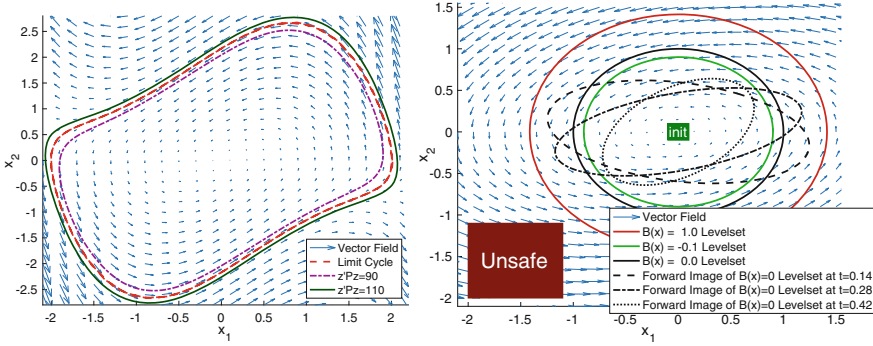 2.5
2
1.5
1
0.5
0
-0.5
-1
-1.5
-2
-2.5
x2
-2 -1.5 -1 -0.5 0 0.5 1 1.5 2
x1
Vector Field
Limit Cycle
z'Pz=90
z'Pz=110
1.5
1
0.5
0
-0.5
-1
-1.5
-2
x2
-2 -1.5 -1 -0.5 0 0.5 1 1.5
x1
init
Unsafe
Vector Field
B(x) = 1.0 Levelset
B(x) = -0.1 Levelset
B(x) = 0.0 Levelset
Forward Image of B(x)=0 Levelset at t=0.14
Forward Image of B(x)=0 Levelset at t=0.28
Forward Image of B(x)=0 Levelset at t=0.42